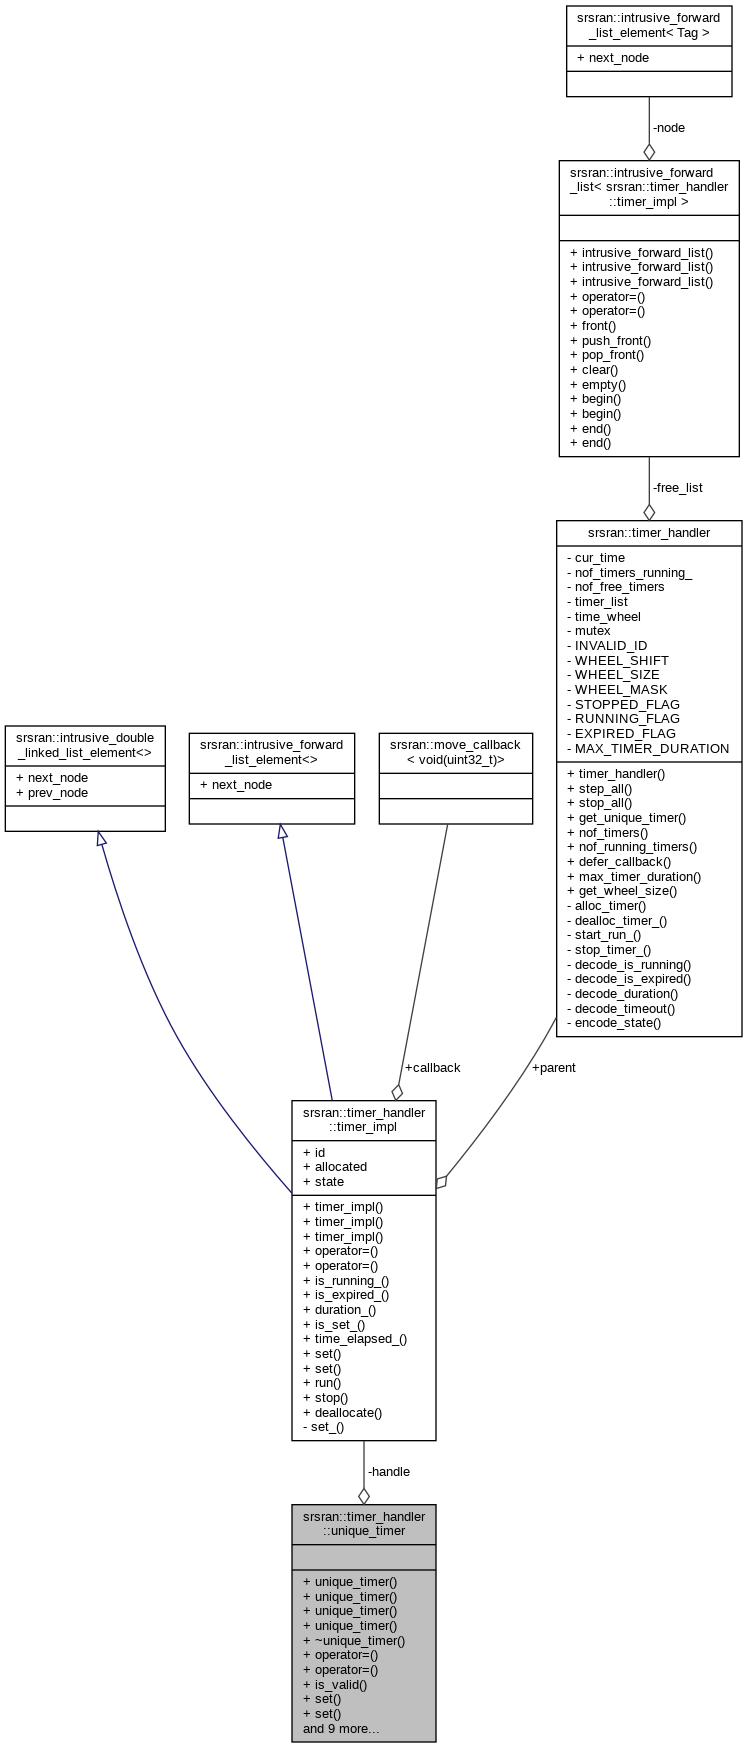 srsran::intrusive_forward
_list_element< Tag >
+ next_node
-node
srsran::intrusive_forward
_list< srsran::timer_handler
::timer_impl >
+ intrusive_forward_list()
+ intrusive_forward_list()
+ intrusive_forward_list()
+ operator=()
+ operator=()
+ front()
+ push_front()
+ pop_front()
+ clear()
+ empty()
+ begin()
+ begin()
+ end()
+ end()
-free_list
srsran::timer_handler
- cur_time
- nof_timers_running_
- nof_free_timers
- timer_list
- time_wheel
- mutex
- INVALID_ID
- WHEEL_SHIFT
- WHEEL_SIZE
- WHEEL_MASK
- STOPPED_FLAG
- RUNNING_FLAG
- EXPIRED_FLAG
- MAX_TIMER_DURATION
+ timer_handler()
+ step_all()
+ stop_all()
+ get_unique_timer()
+ nof_timers()
+ nof_running_timers()
+ defer_callback()
+ max_timer_duration()
+ get_wheel_size()
- alloc_timer()
- dealloc_timer_()
- start_run_()
- stop_timer_()
- decode_is_running()
- decode_is_expired()
- decode_duration()
- decode_timeout()
- encode_state()
srsran::intrusive_double
_linked_list_element<>
+ next_node
+ prev_node
srsran::intrusive_forward
_list_element<>
+ next_node
srsran::move_callback
< void(uint32_t)>
+callback
+parent
srsran::timer_handler
::timer_impl
+ id
+ allocated
+ state
+ timer_impl()
+ timer_impl()
+ timer_impl()
+ operator=()
+ operator=()
+ is_running_()
+ is_expired_()
+ duration_()
+ is_set_()
+ time_elapsed_()
+ set()
+ set()
+ run()
+ stop()
+ deallocate()
- set_()
-handle
srsran::timer_handler
::unique_timer
+ unique_timer()
+ unique_timer()
+ unique_timer()
+ unique_timer()
+ ~unique_timer()
+ operator=()
+ operator=()
+ is_valid()
+ set()
+ set()
and 9 more...